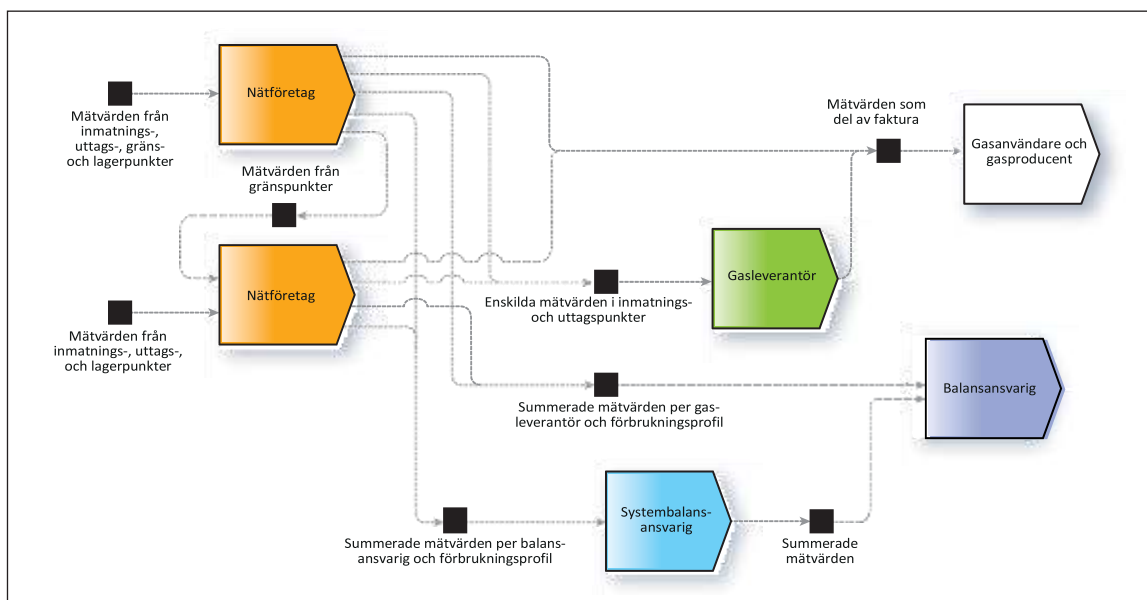 Nätföretag
Mätvärden från
inmatnings-,
uttags-, gräns-
och lagerpunkter
Mätvärden som
del av faktura
Gasanvändare och
gasproducent
Mätvärden från
gränspunkter
Nätföretag
Gasleverantör
Enskilda mätvärden i inmatnings-
och uttagspunkter
Mätvärden från
inmatnings-, uttags-,
och lagerpunkter
Balansansvarig
Summerade mätvärden per gas-
leverantör och förbrukningsprofil
Systembalans-
ansvarig
Summerade mätvärden per balans-
ansvarig och förbrukningsprofil
Summerade
mätvärden